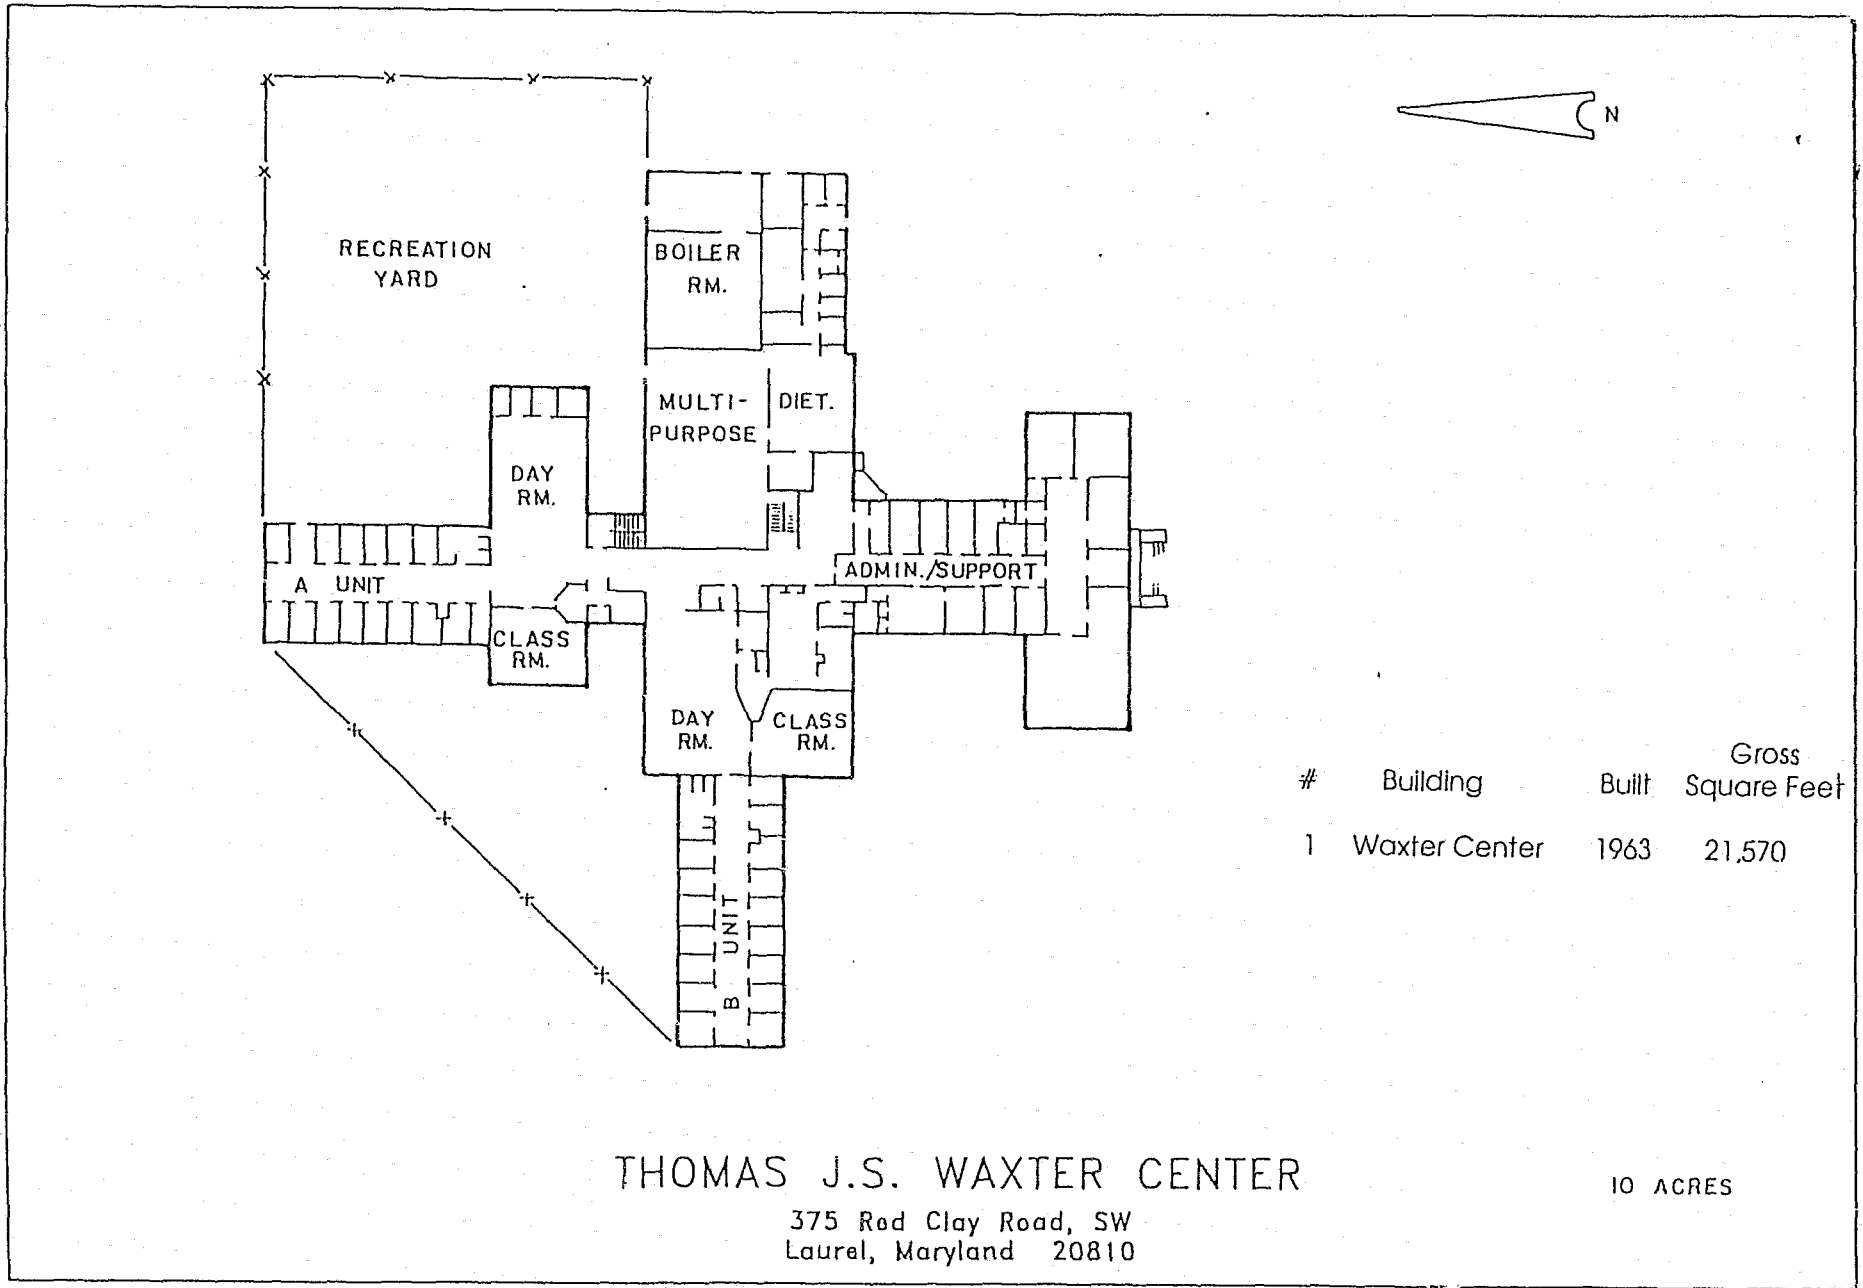 N
RECREATION
YARD
BOILER
RM.
MULTI-
PURPOSE
DIET.
DAY
RM.
A UNIT
ADMIN./SUPPORT
CLASS
RM.
DAY
RM.
CLASS
RM.
B UNIT
Gross
# Building Built Square Feet
1 Waxter Center 1963 21,570
THOMAS J.S. WAXTER CENTER
10 ACRES
375 Red Clay Road, SW
Laurel, Maryland 20810